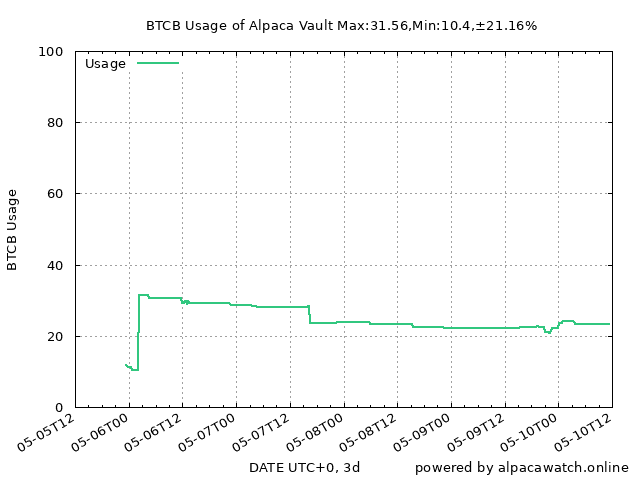 BTCB Usage of Alpaca Vault Max:31.56,Min:10.4,±21.16%
Usage
100
80
60
40
20
0
BTCB Usage
05-05T12
05-06T00
05-06T12
05-07T00
05-07T12
05-08T00
05-08T12
05-09T00
05-09T12
05-10T00
05-10T12
DATE UTC+0, 3d
powered by alpacawatch.online